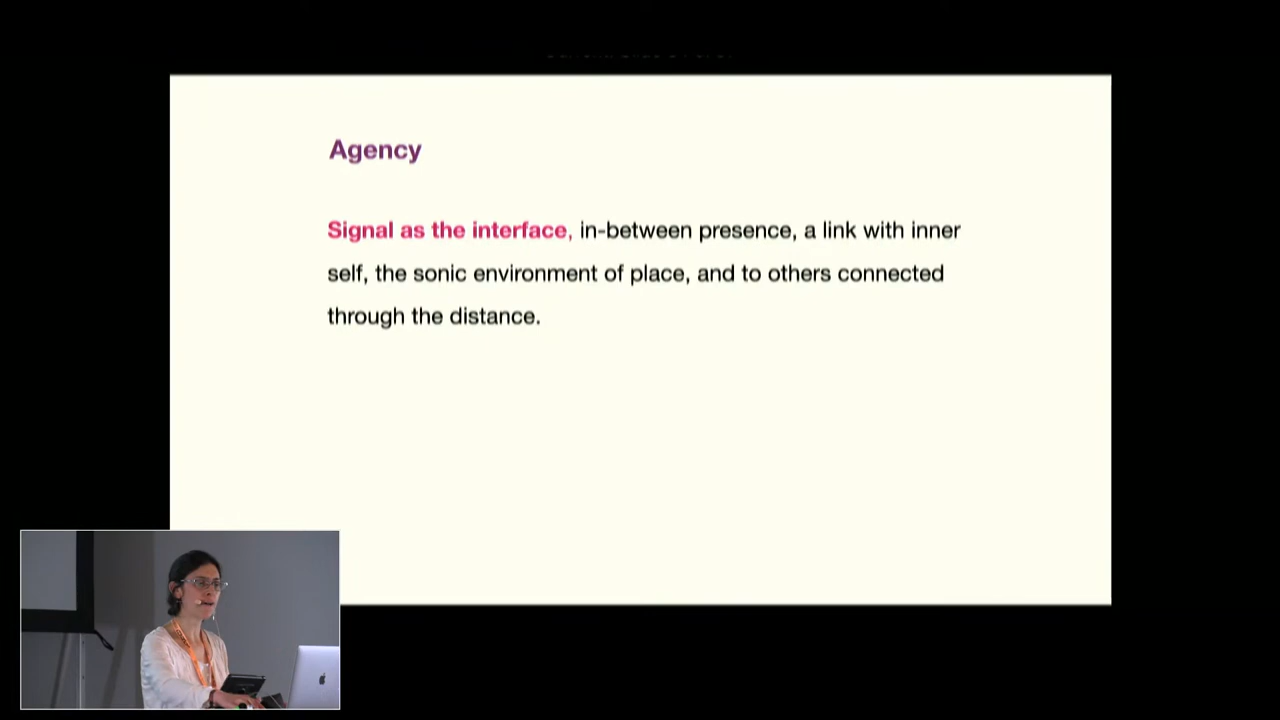 Agency
Signal as the interface, in-between presence, a link with inner
self, the sonic environment of place, and to others connected
through the distance.